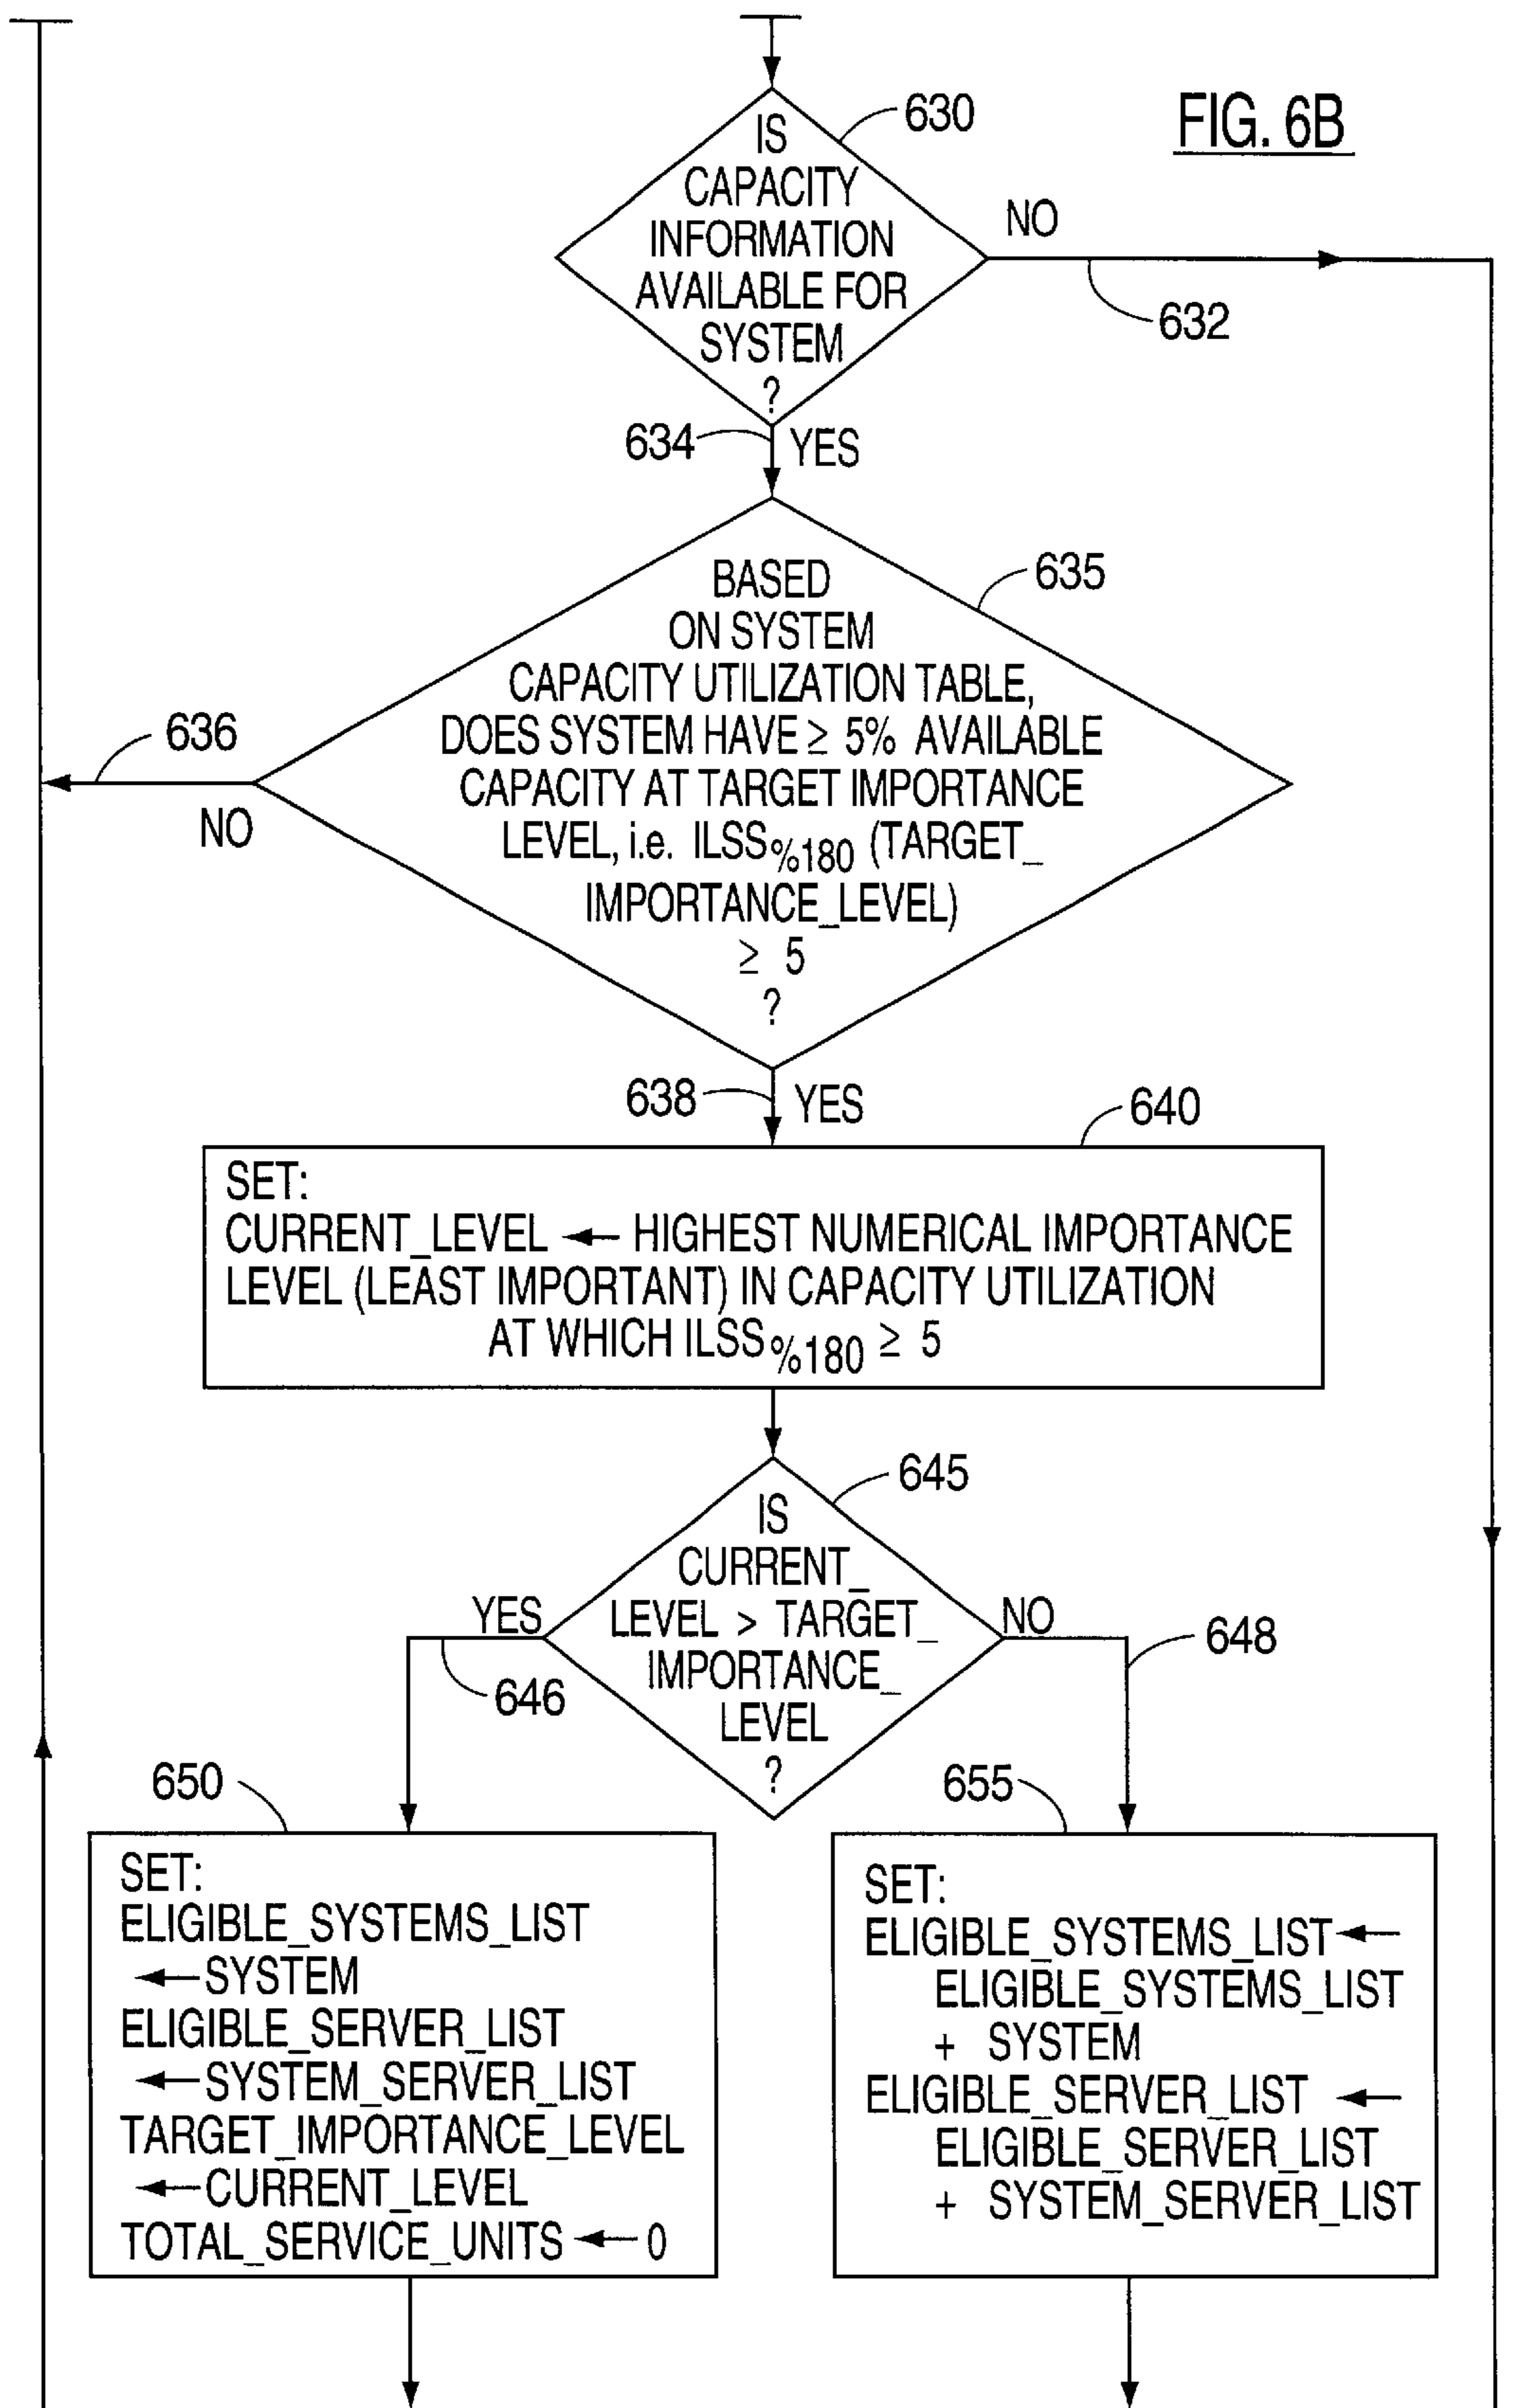 FIG. 6B
630
IS
CAPACITY
INFORMATION
AVAILABLE FOR
SYSTEM
?
NO
632
634
YES
635
BASED
ON SYSTEM
CAPACITY UTILIZATION TABLE,
DOES SYSTEM HAVE ≥ 5% AVAILABLE
CAPACITY AT TARGET IMPORTANCE
LEVEL, i.e. ILSS%180 (TARGET_
IMPORTANCE_LEVEL)
≥ 5
?
636
NO
638
YES
640
SET:
CURRENT_LEVEL ← HIGHEST NUMERICAL IMPORTANCE
LEVEL (LEAST IMPORTANT) IN CAPACITY UTILIZATION
AT WHICH ILSS%180 ≥ 5
645
IS
CURRENT_
LEVEL > TARGET_
IMPORTANCE_
LEVEL
?
YES
646
NO
648
650
SET:
ELIGIBLE_SYSTEMS_LIST
←SYSTEM
ELIGIBLE_SERVER_LIST
←SYSTEM_SERVER_LIST
TARGET_IMPORTANCE_LEVEL
←CURRENT_LEVEL
TOTAL_SERVICE_UNITS ← 0
655
SET:
ELIGIBLE_SYSTEMS_LIST←
ELIGIBLE_SYSTEMS_LIST
+ SYSTEM
ELIGIBLE_SERVER_LIST ←
ELIGIBLE_SERVER_LIST
+ SYSTEM_SERVER_LIST